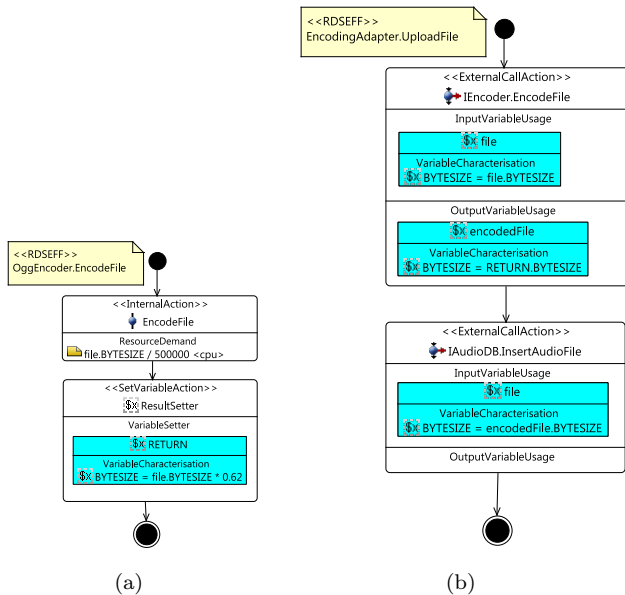 <<RDSEFF>>
OggEncoder.EncodeFile
<<InternalAction>>
EncodeFile
ResourceDemand
file.BYTESIZE / 500000 <cpu>
<<SetVariableAction>>
$x ResultSetter
VariableSetter
$x RETURN
VariableCharacterisation
$x BYTESIZE = file.BYTESIZE * 0.62
(a)
<<RDSEFF>>
EncodingAdapter.UploadFile
<<ExternalCallAction>>
IEncoder.EncodeFile
InputVariableUsage
$x file
VariableCharacterisation
$x BYTESIZE = file.BYTESIZE
OutputVariableUsage
$x encodedFile
VariableCharacterisation
$x BYTESIZE = RETURN.BYTESIZE
<<ExternalCallAction>>
IAudioDB.InsertAudioFile
InputVariableUsage
$x file
VariableCharacterisation
$x BYTESIZE = encodedFile.BYTESIZE
OutputVariableUsage
(b)